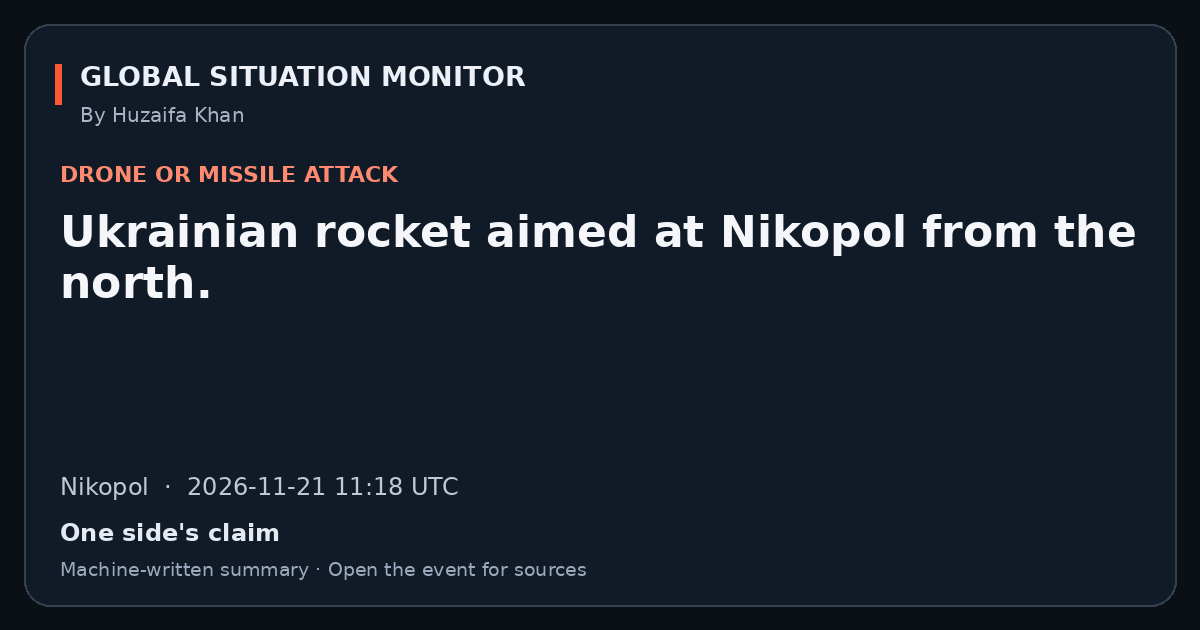 GLOBAL SITUATION MONITOR
By Huzaifa Khan
DRONE OR MISSILE ATTACK
Ukrainian rocket aimed at Nikopol from the
north.
Nikopol · 2026-11-21 11:18 UTC
One side's claim
Machine-written summary · Open the event for sources